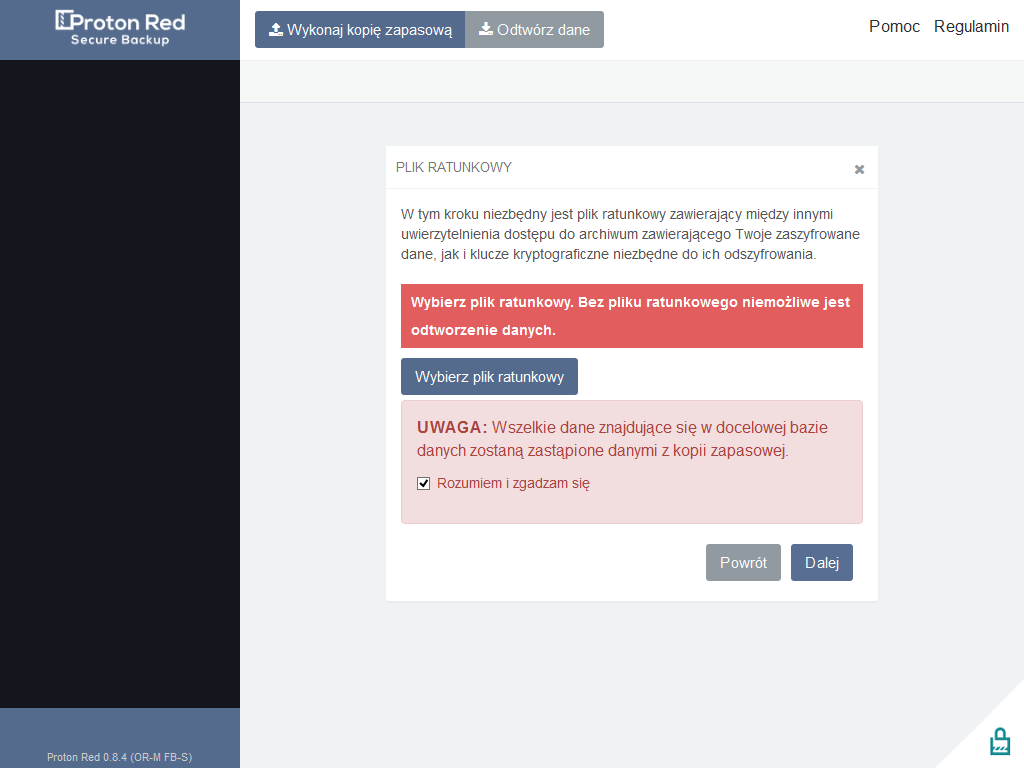 Proton Red
Secure Backup
Wykonaj kopię zapasową
Odtwórz dane
Pomoc
Regulamin
PLIK RATUNKOWY
W tym kroku niezbędny jest plik ratunkowy zawierający między innymi
uwierzytelnienia dostępu do archiwum zawierającego Twoje zaszyfrowane
dane, jak i klucze kryptograficzne niezbędne do ich odszyfrowania.
Wybierz plik ratunkowy. Bez pliku ratunkowego niemożliwe jest
odtworzenie danych.
Wybierz plik ratunkowy
UWAGA: Wszelkie dane znajdujące się w docelowej bazie
danych zostaną zastąpione danymi z kopii zapasowej.
Rozumiem i zgadzam się
Powrót
Dalej
Proton Red 0.8.4 (OR-M FB-S)